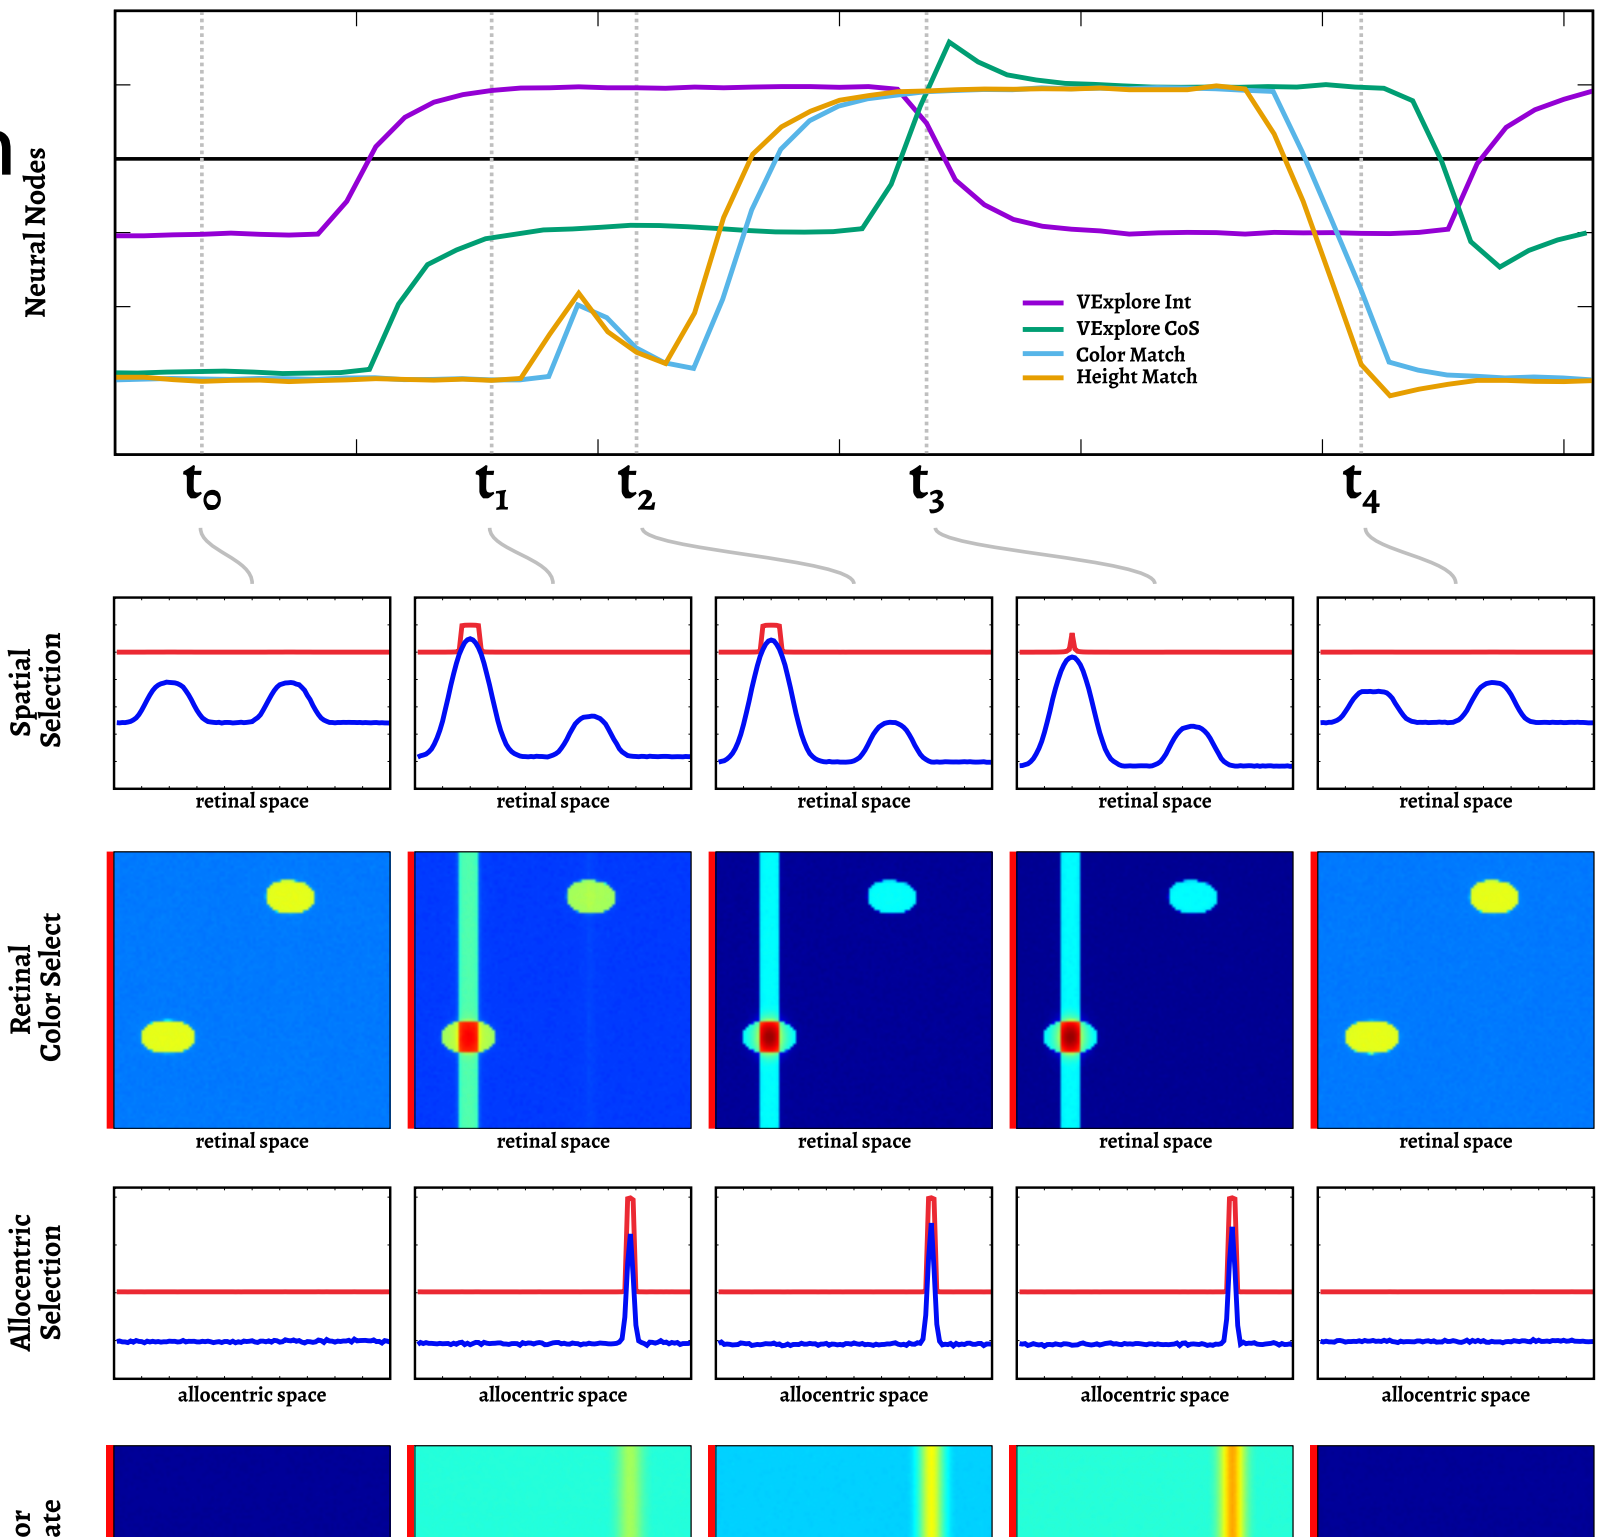 n
Neural Nodes
VExplore Int
VExplore CoS
Color Match
Height Match
t0
t1
t2
t3
t4
Spatial
Selection
retinal space
retinal space
retinal space
retinal space
retinal space
Retinal
Color Select
retinal space
retinal space
retinal space
retinal space
retinal space
Allocentric
Selection
allocentric space
allocentric space
allocentric space
allocentric space
allocentric space
or
ate